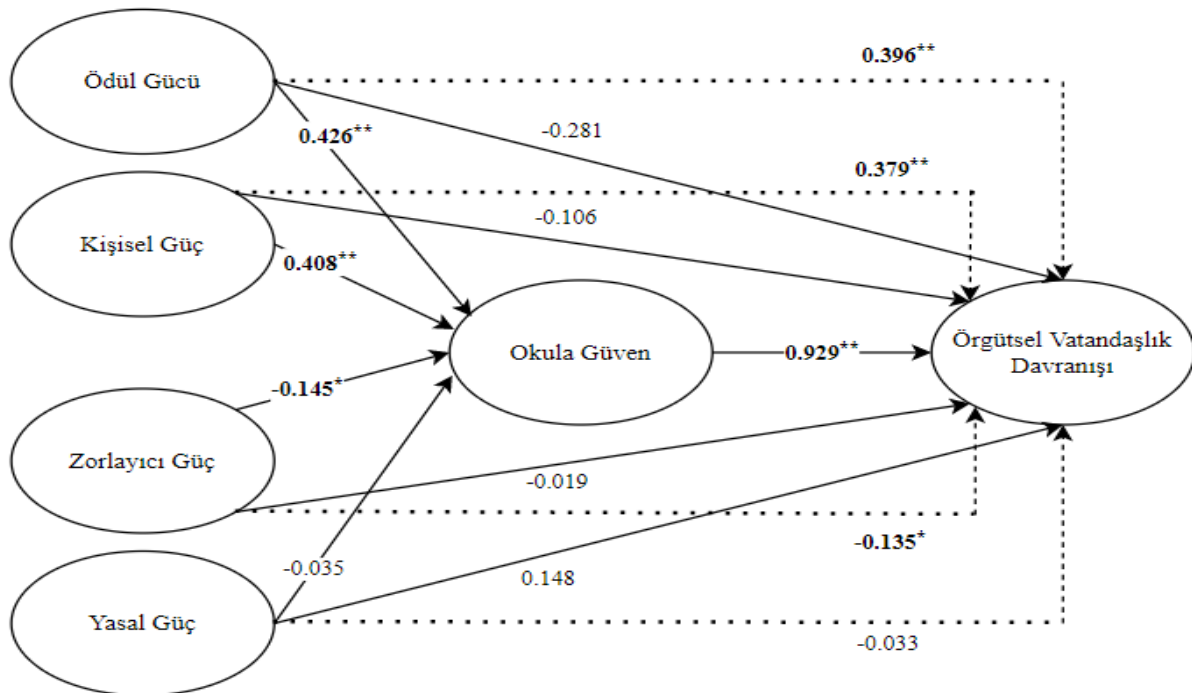 Ödül Gücü
0.396**
0.426**
-0.281
0.379**
Kişisel Güç
-0.106
0.408**
Okula Güven
0.929**
Örgütsel Vatandaşlık
Davranışı
-0.145*
Zorlayıcı Güç
-0.019
-0.135*
-0.035
0.148
Yasal Güç
-0.033